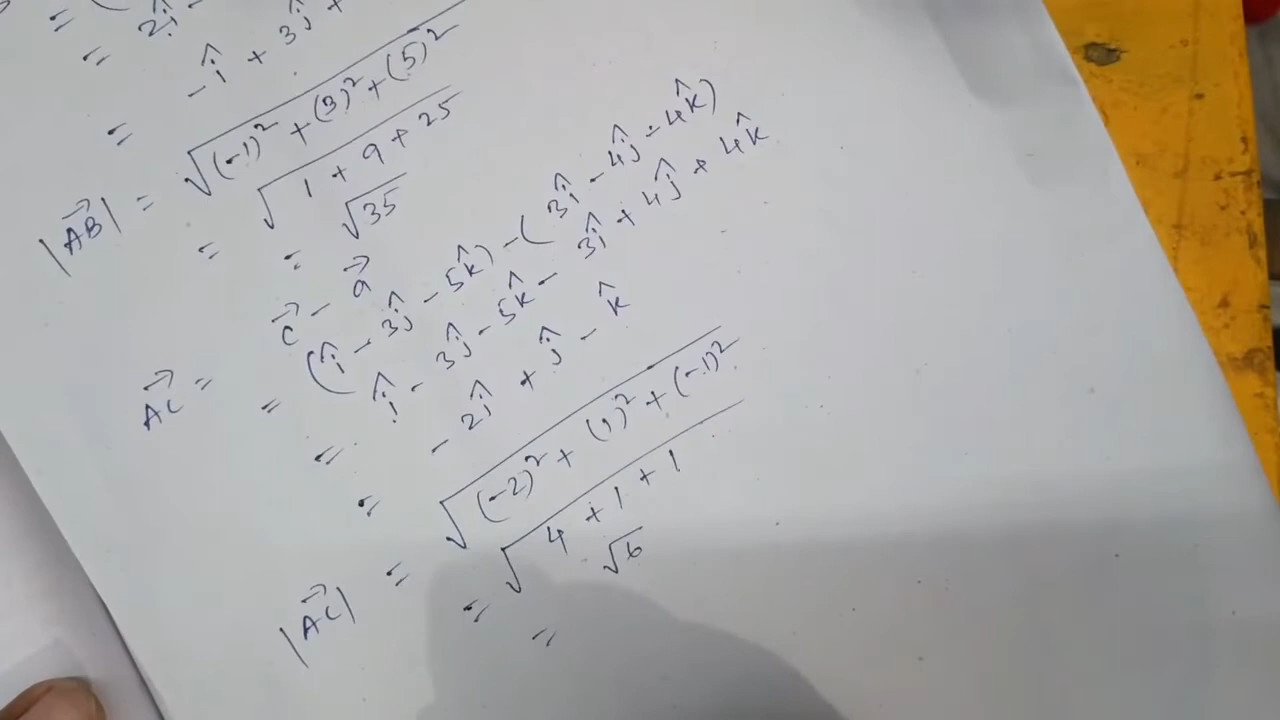 = 2î -
= -î + 3ĵ +
|AB⃗| = √((-1)² + (3)² + (5)²)
= √(1 + 9 + 25)
= √35
AC⃗ = c⃗ - a⃗
= (î - 3ĵ - 5k̂) - (3î - 4ĵ - 4k̂)
= î - 3ĵ - 5k̂ - 3î + 4ĵ + 4k̂
= -2î + ĵ - k̂
|AC⃗| = √((-2)² + (1)² + (-1)²)
= √(4 + 1 + 1)
= √6